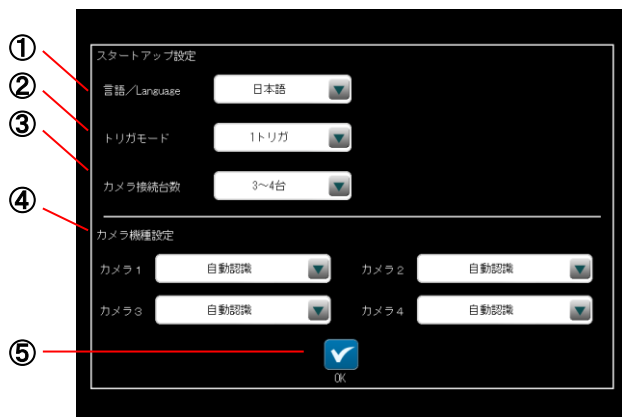 ①
スタートアップ設定
言語／Language 日本語
②
トリガモード 1トリガ
③
カメラ接続台数 3～4台
④
カメラ機種設定
カメラ1 自動認識 カメラ2 自動認識
カメラ3 自動認識 カメラ4 自動認識
⑤
OK